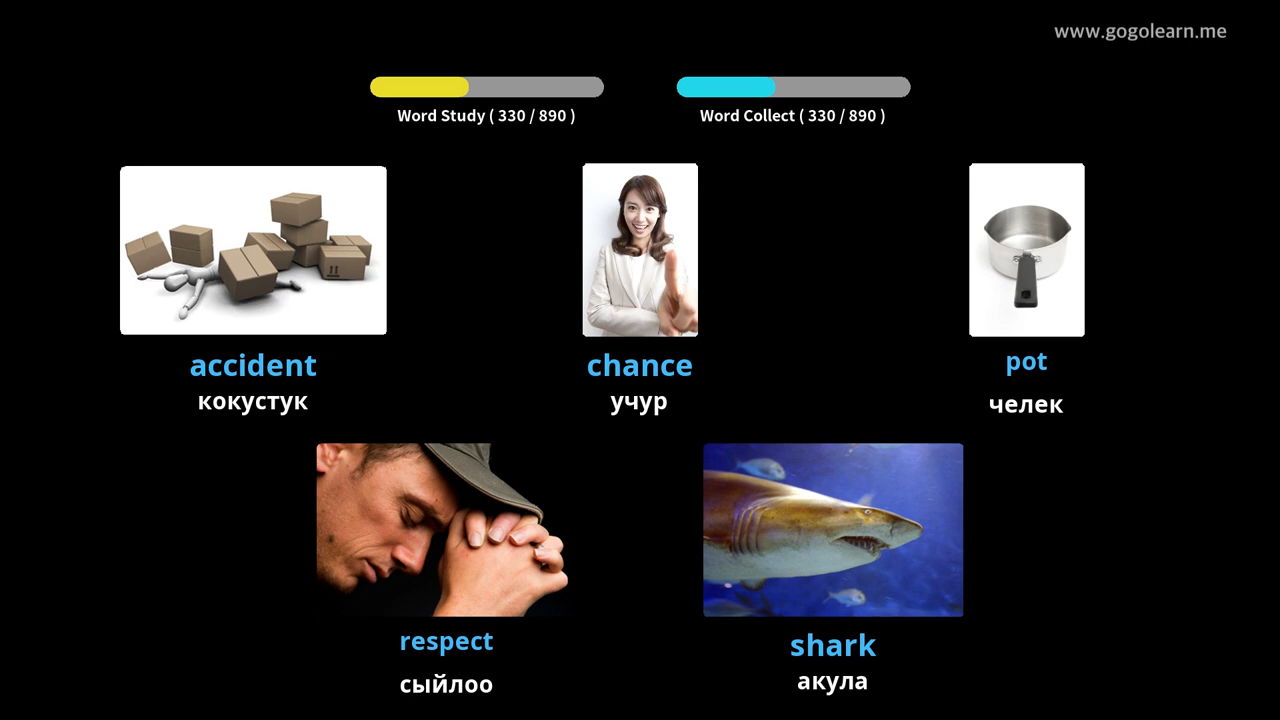 www.gogolearn.me
Word Study ( 330 / 890 )
Word Collect ( 330 / 890 )
accident
кокустук
chance
учур
pot
челек
respect
сыйлоо
shark
акула